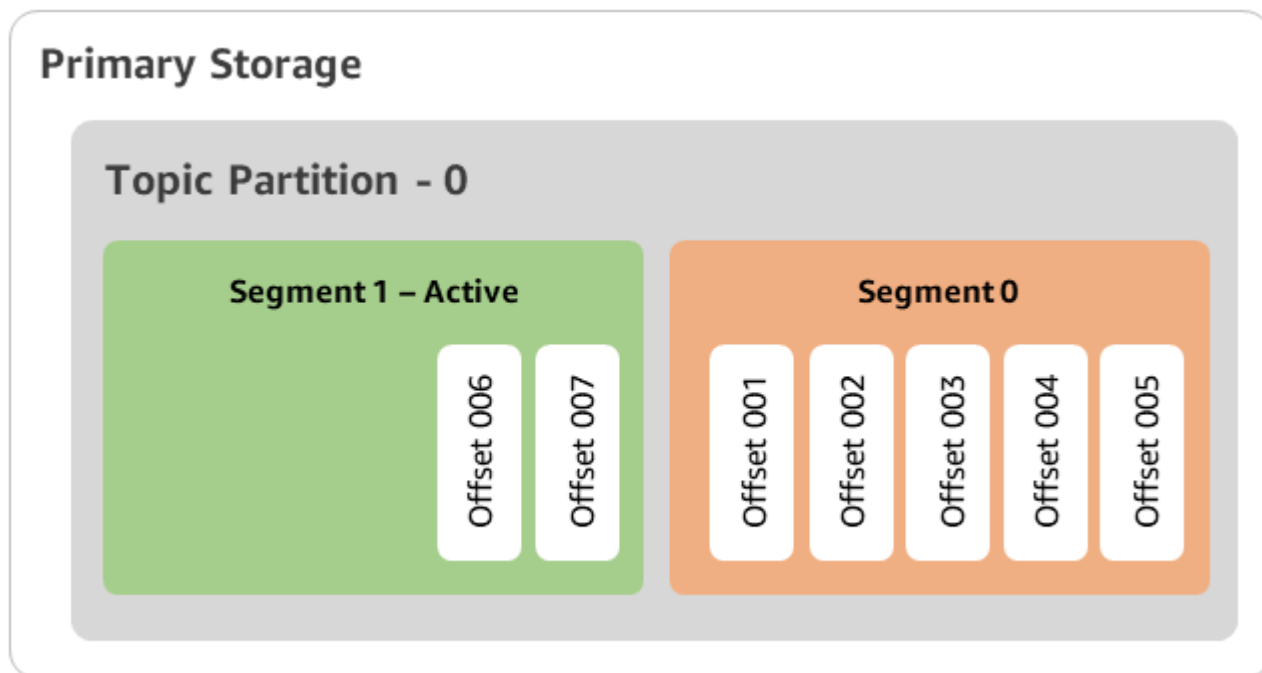 Primary Storage
Topic Partition - 0
Segment 1 – Active
Offset 006
Offset 007
Segment 0
Offset 001
Offset 002
Offset 003
Offset 004
Offset 005